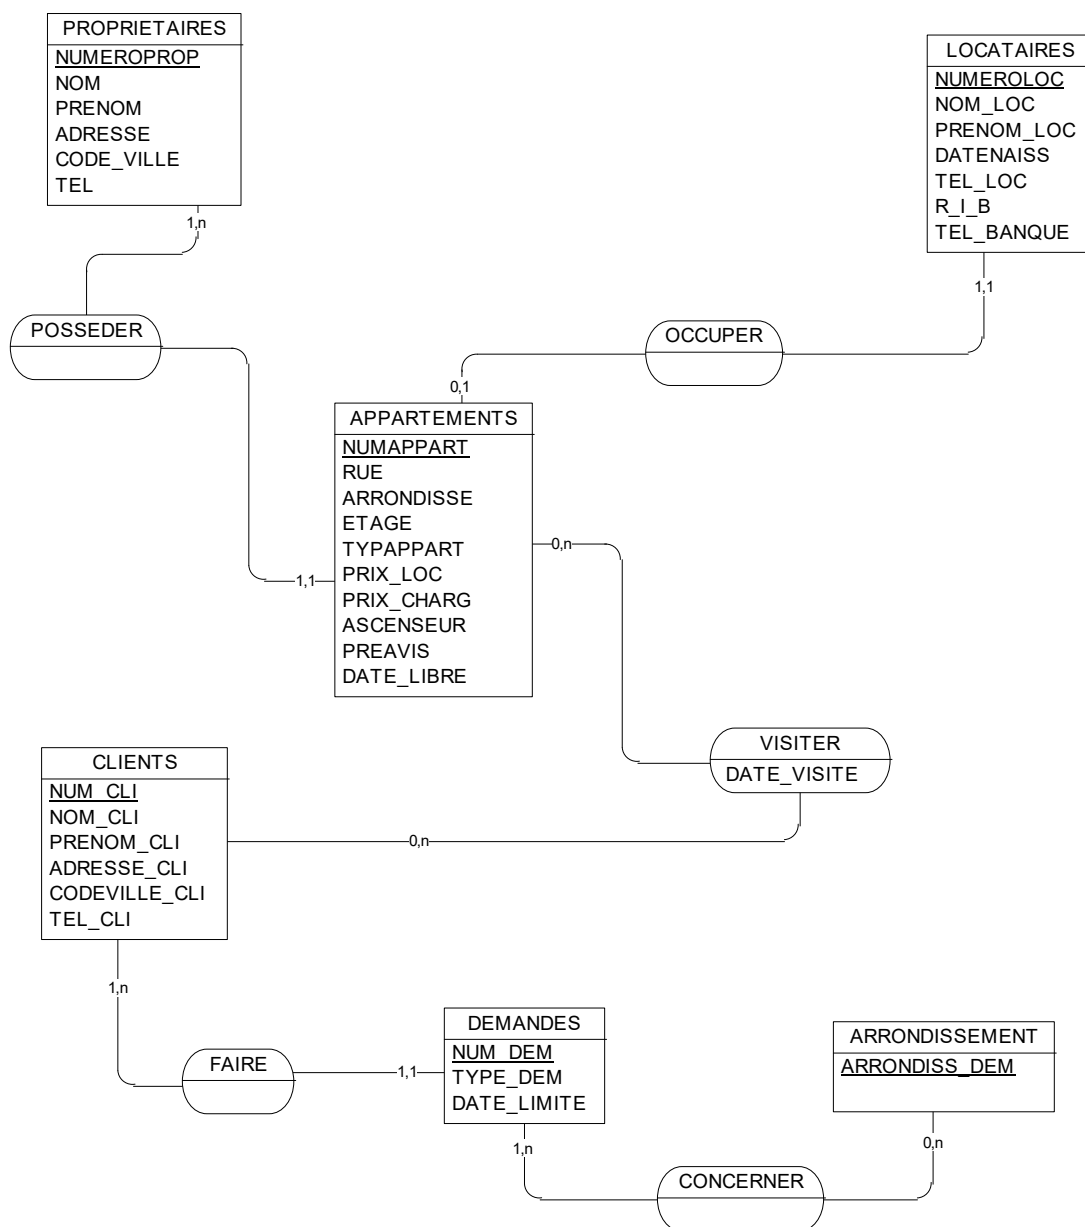 PROPRIETAIRES
NUMEROPROP
NOM
PRENOM
ADRESSE
CODE_VILLE
TEL
LOCATAIRES
NUMEROLOC
NOM_LOC
PRENOM_LOC
DATENAISS
TEL_LOC
R_I_B
TEL_BANQUE
1,n
1,1
POSSEDER
OCCUPER
0,1
APPARTEMENTS
NUMAPPART
RUE
ARRONDISSE
ETAGE
TYPAPPART
PRIX_LOC
PRIX_CHARG
ASCENSEUR
PREAVIS
DATE_LIBRE
0,n
1,1
VISITER
DATE_VISITE
CLIENTS
NUM_CLI
NOM_CLI
PRENOM_CLI
ADRESSE_CLI
CODEVILLE_CLI
TEL_CLI
0,n
1,n
FAIRE
1,1
DEMANDES
NUM_DEM
TYPE_DEM
DATE_LIMITE
ARRONDISSEMENT
ARRONDISS_DEM
1,n
0,n
CONCERNER